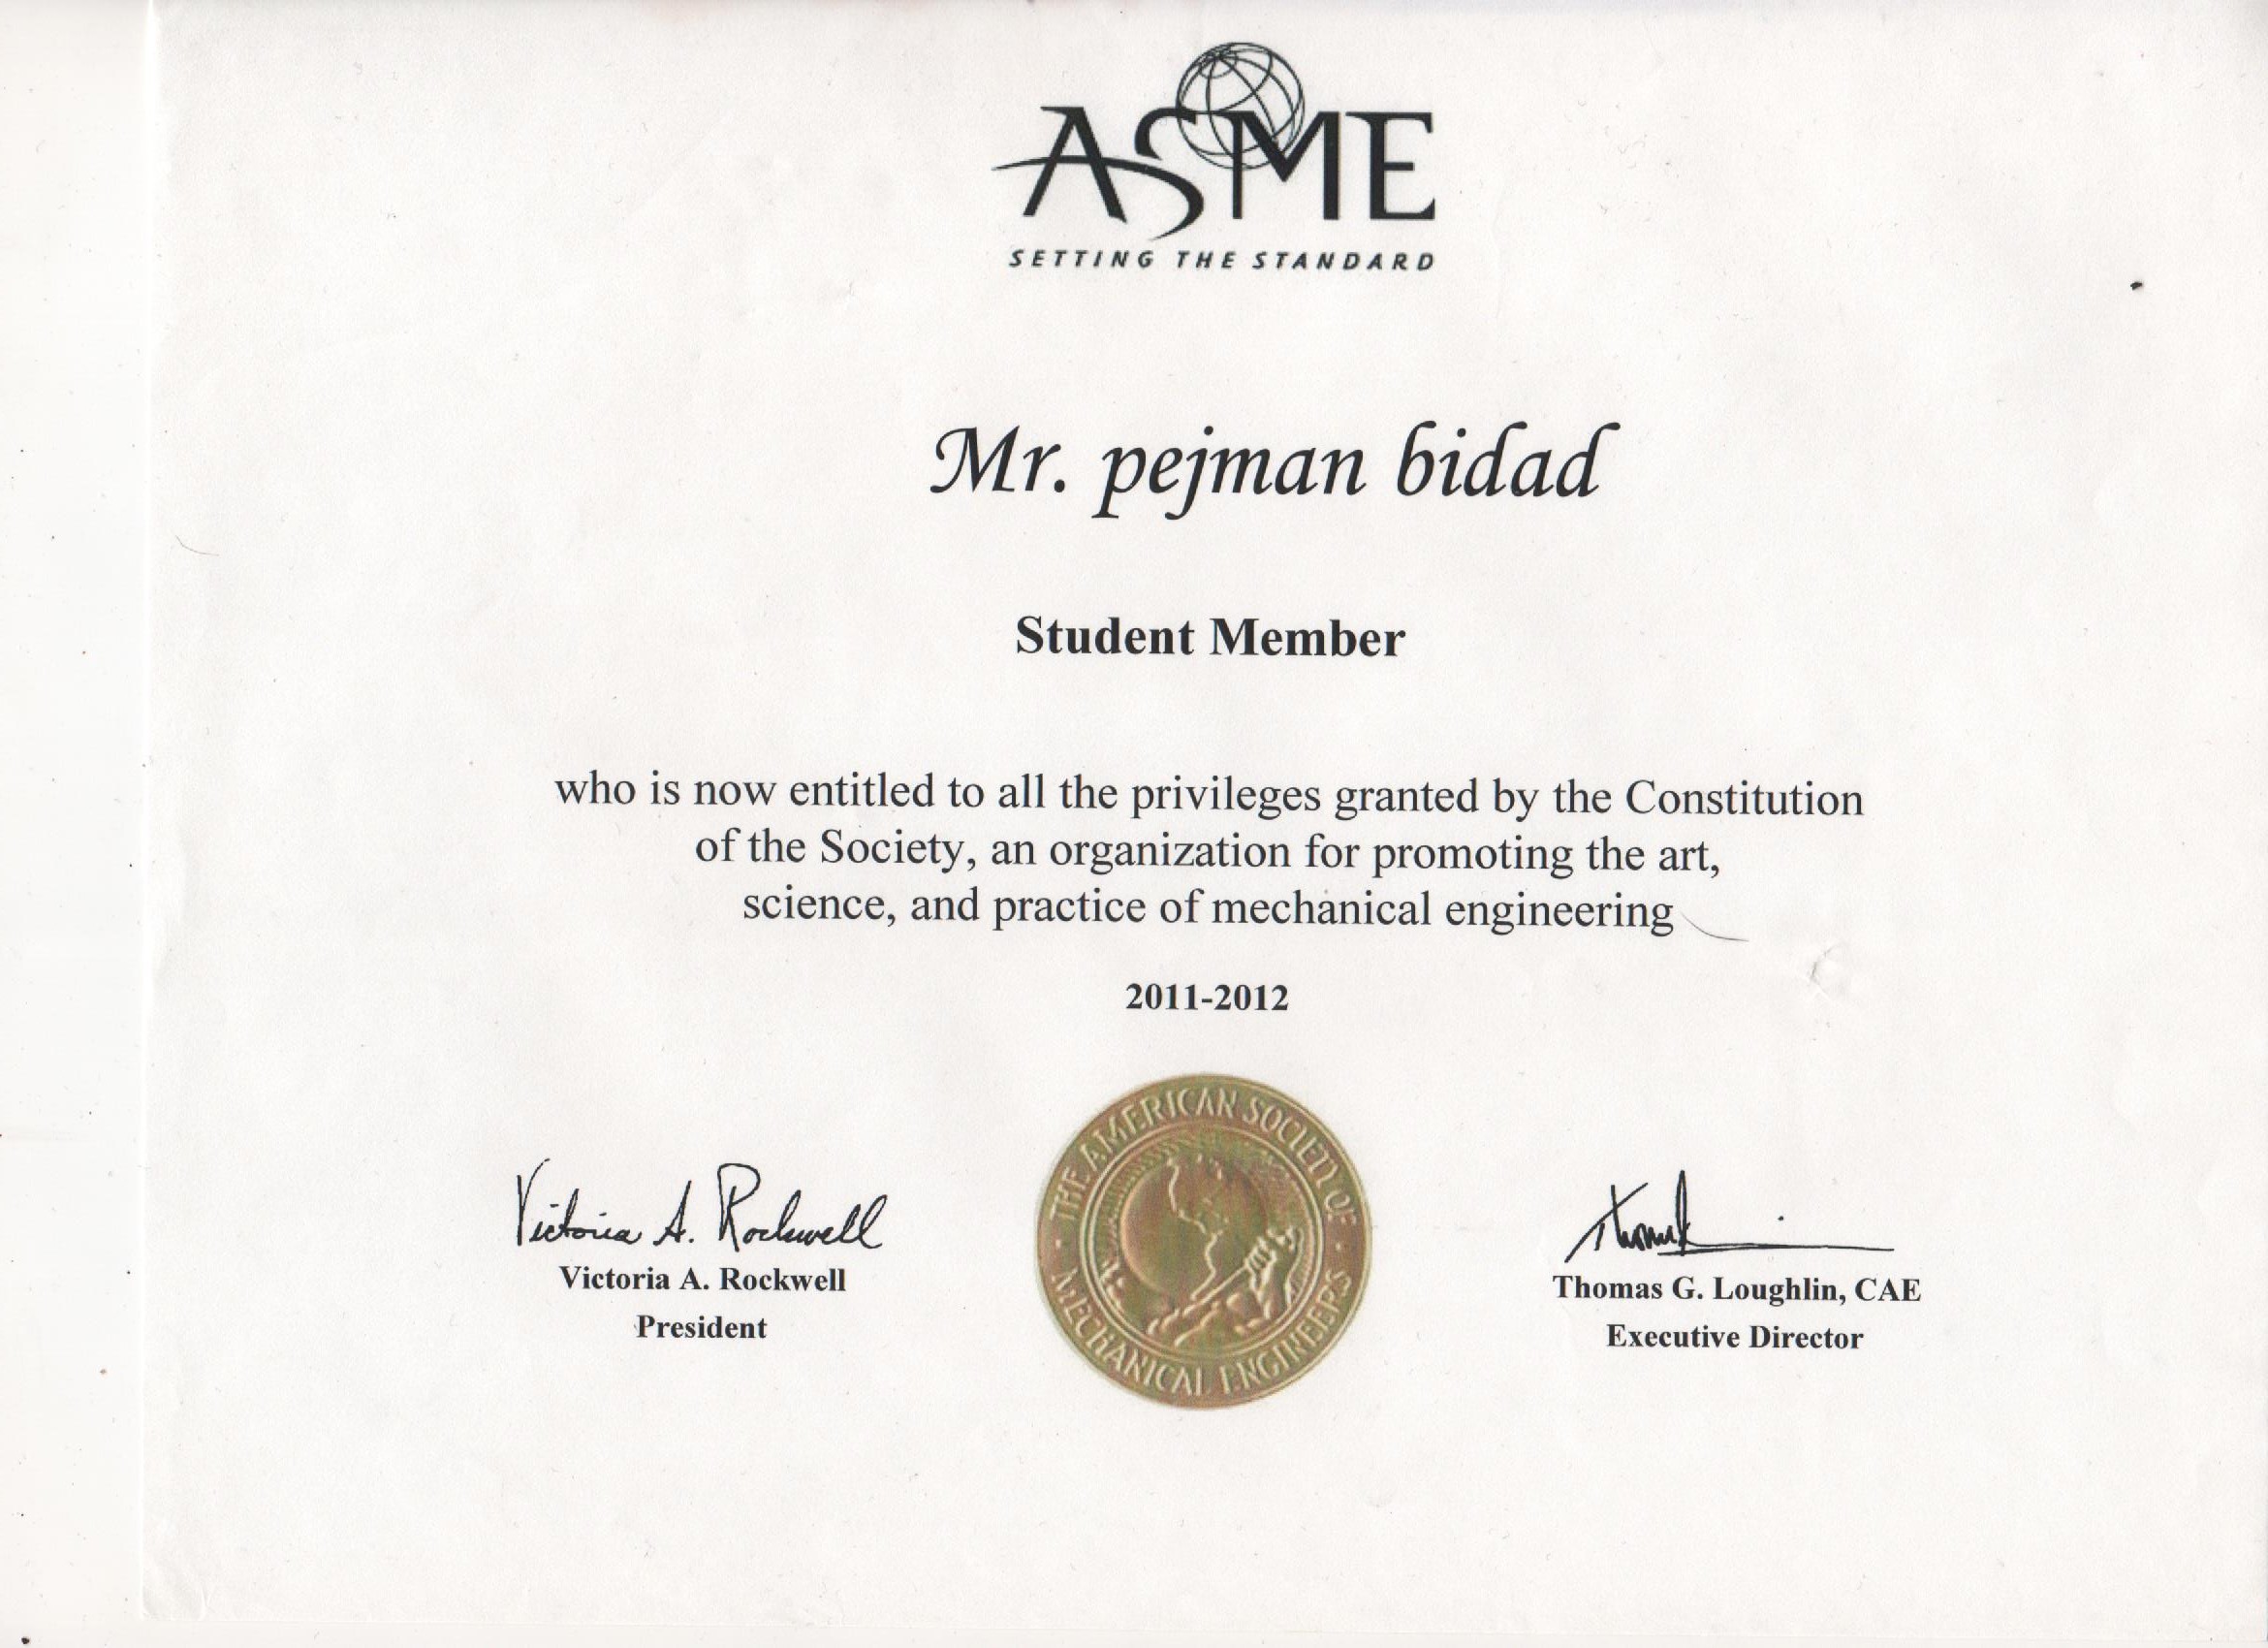 ASME
SETTING THE STANDARD
Mr. pejman bidad
Student Member
who is now entitled to all the privileges granted by the Constitution
of the Society, an organization for promoting the art,
science, and practice of mechanical engineering
2011-2012
THE AMERICAN SOCIETY OF
MECHANICAL ENGINEERS
Victoria A. Rockwell
Victoria A. Rockwell
President
Thomas G. Loughlin, CAE
Executive Director